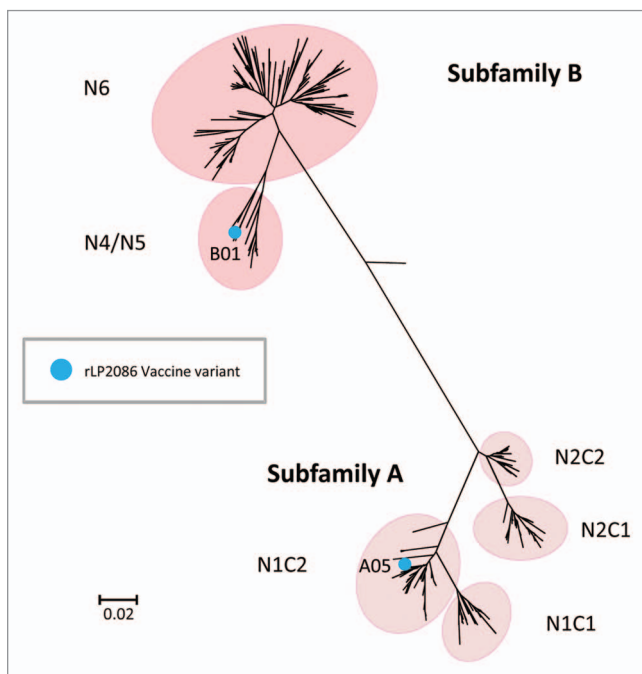 Subfamily B
N6
N4/N5
B01
rLP2086 Vaccine variant
Subfamily A
N2C2
N2C1
N1C2
A05
N1C1
0.02